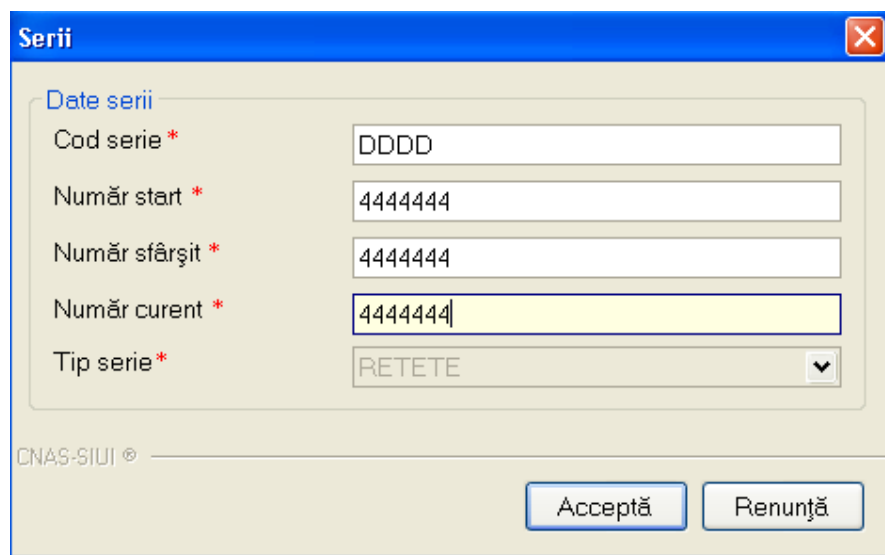 Serii
Date serii
Cod serie * DDDD
Număr start * 4444444
Număr sfârşit * 4444444
Număr curent * 4444444
Tip serie* RETETE
CNAS-SIUI ®
Acceptă Renunţă